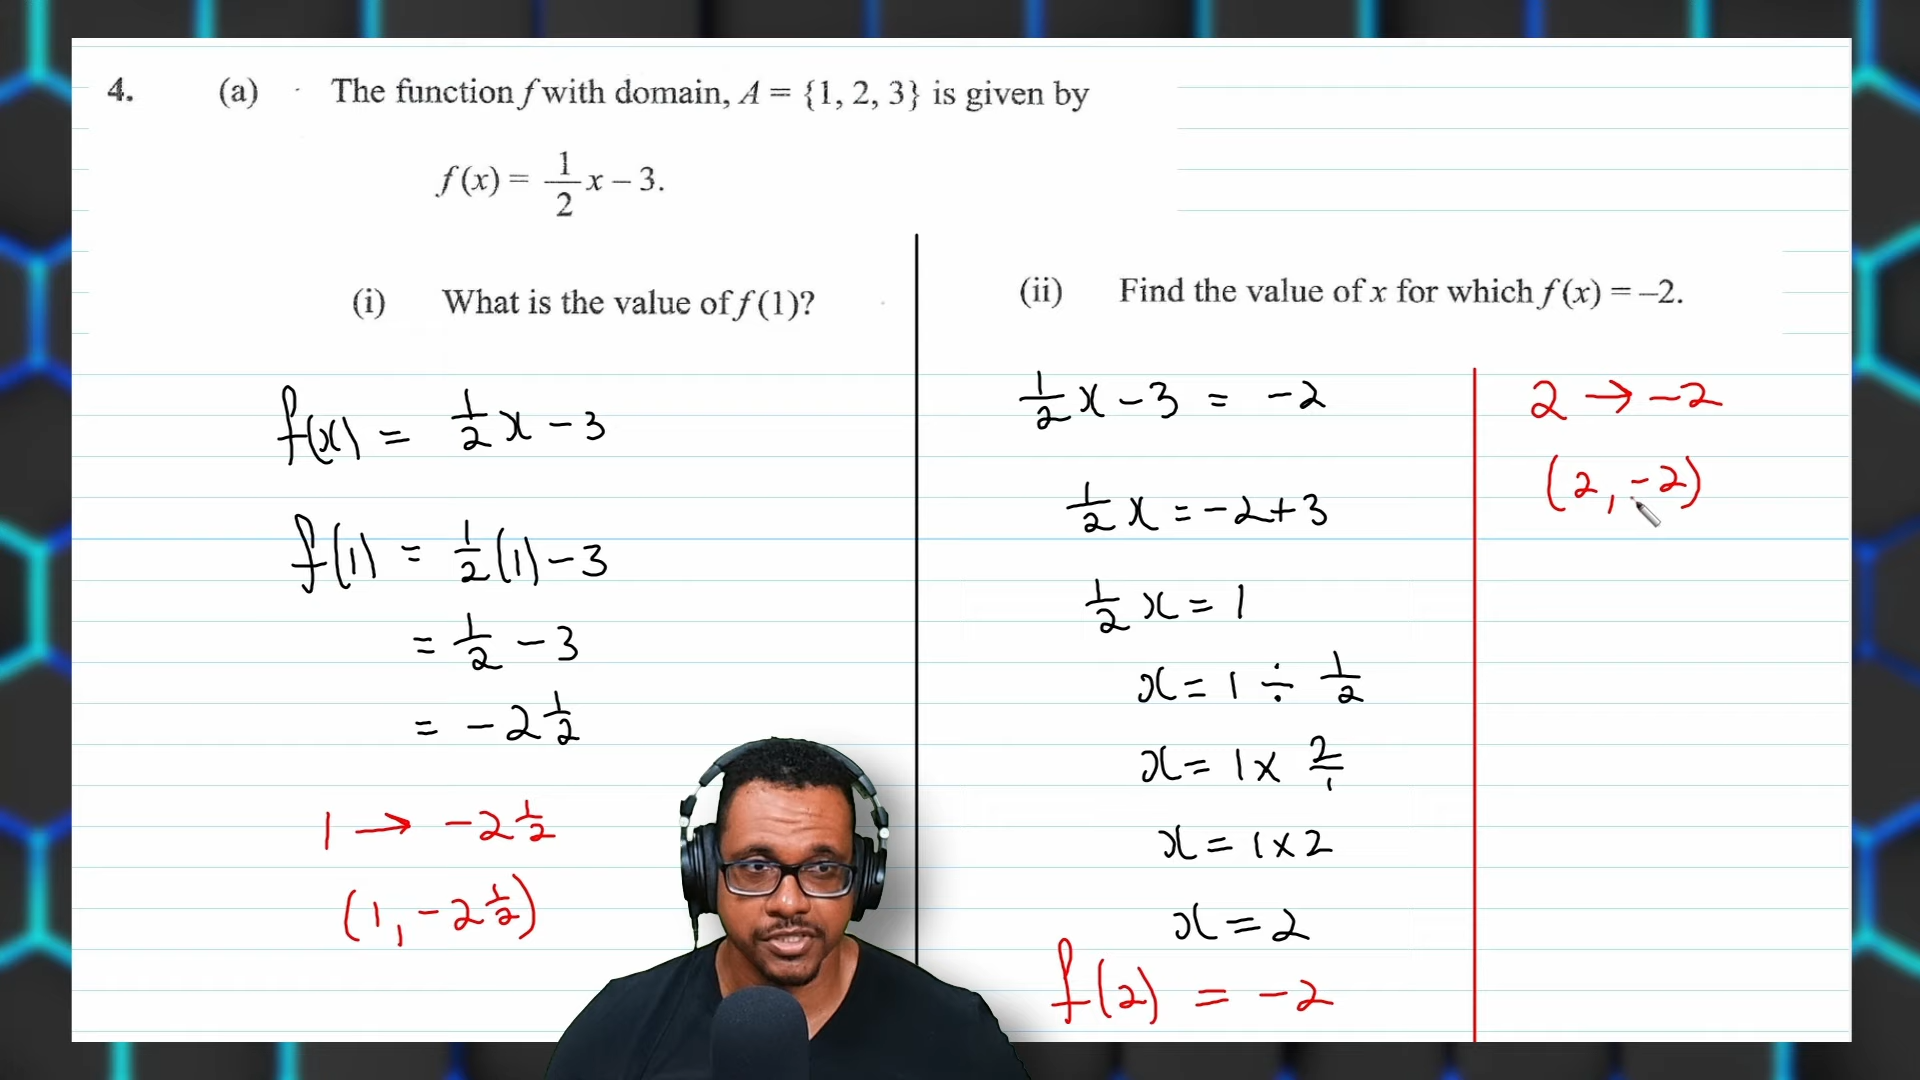 4. (a) The function f with domain, A = {1, 2, 3} is given by
f(x) = 1/2 x – 3.
(i) What is the value of f(1)?
f(x) = 1/2 x – 3
f(1) = 1/2 (1) – 3
= 1/2 – 3
= – 2 1/2
1 → – 2 1/2
(1, – 2 1/2)
(ii) Find the value of x for which f(x) = –2.
1/2 x – 3 = – 2
1/2 x = – 2 + 3
1/2 x = 1
x = 1 ÷ 1/2
x = 1 x 2/1
x = 1 x 2
x = 2
f(2) = – 2
2 → – 2
(2, – 2)